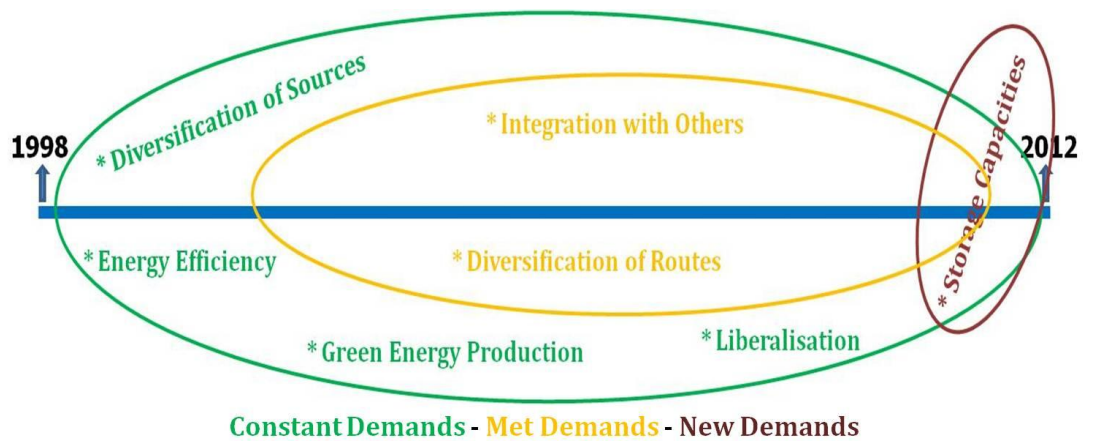 * Diversification of Sources
* Integration with Others
1998
2012
* Storage Capacities
* Energy Efficiency
* Diversification of Routes
* Green Energy Production
* Liberalisation
Constant Demands - Met Demands - New Demands